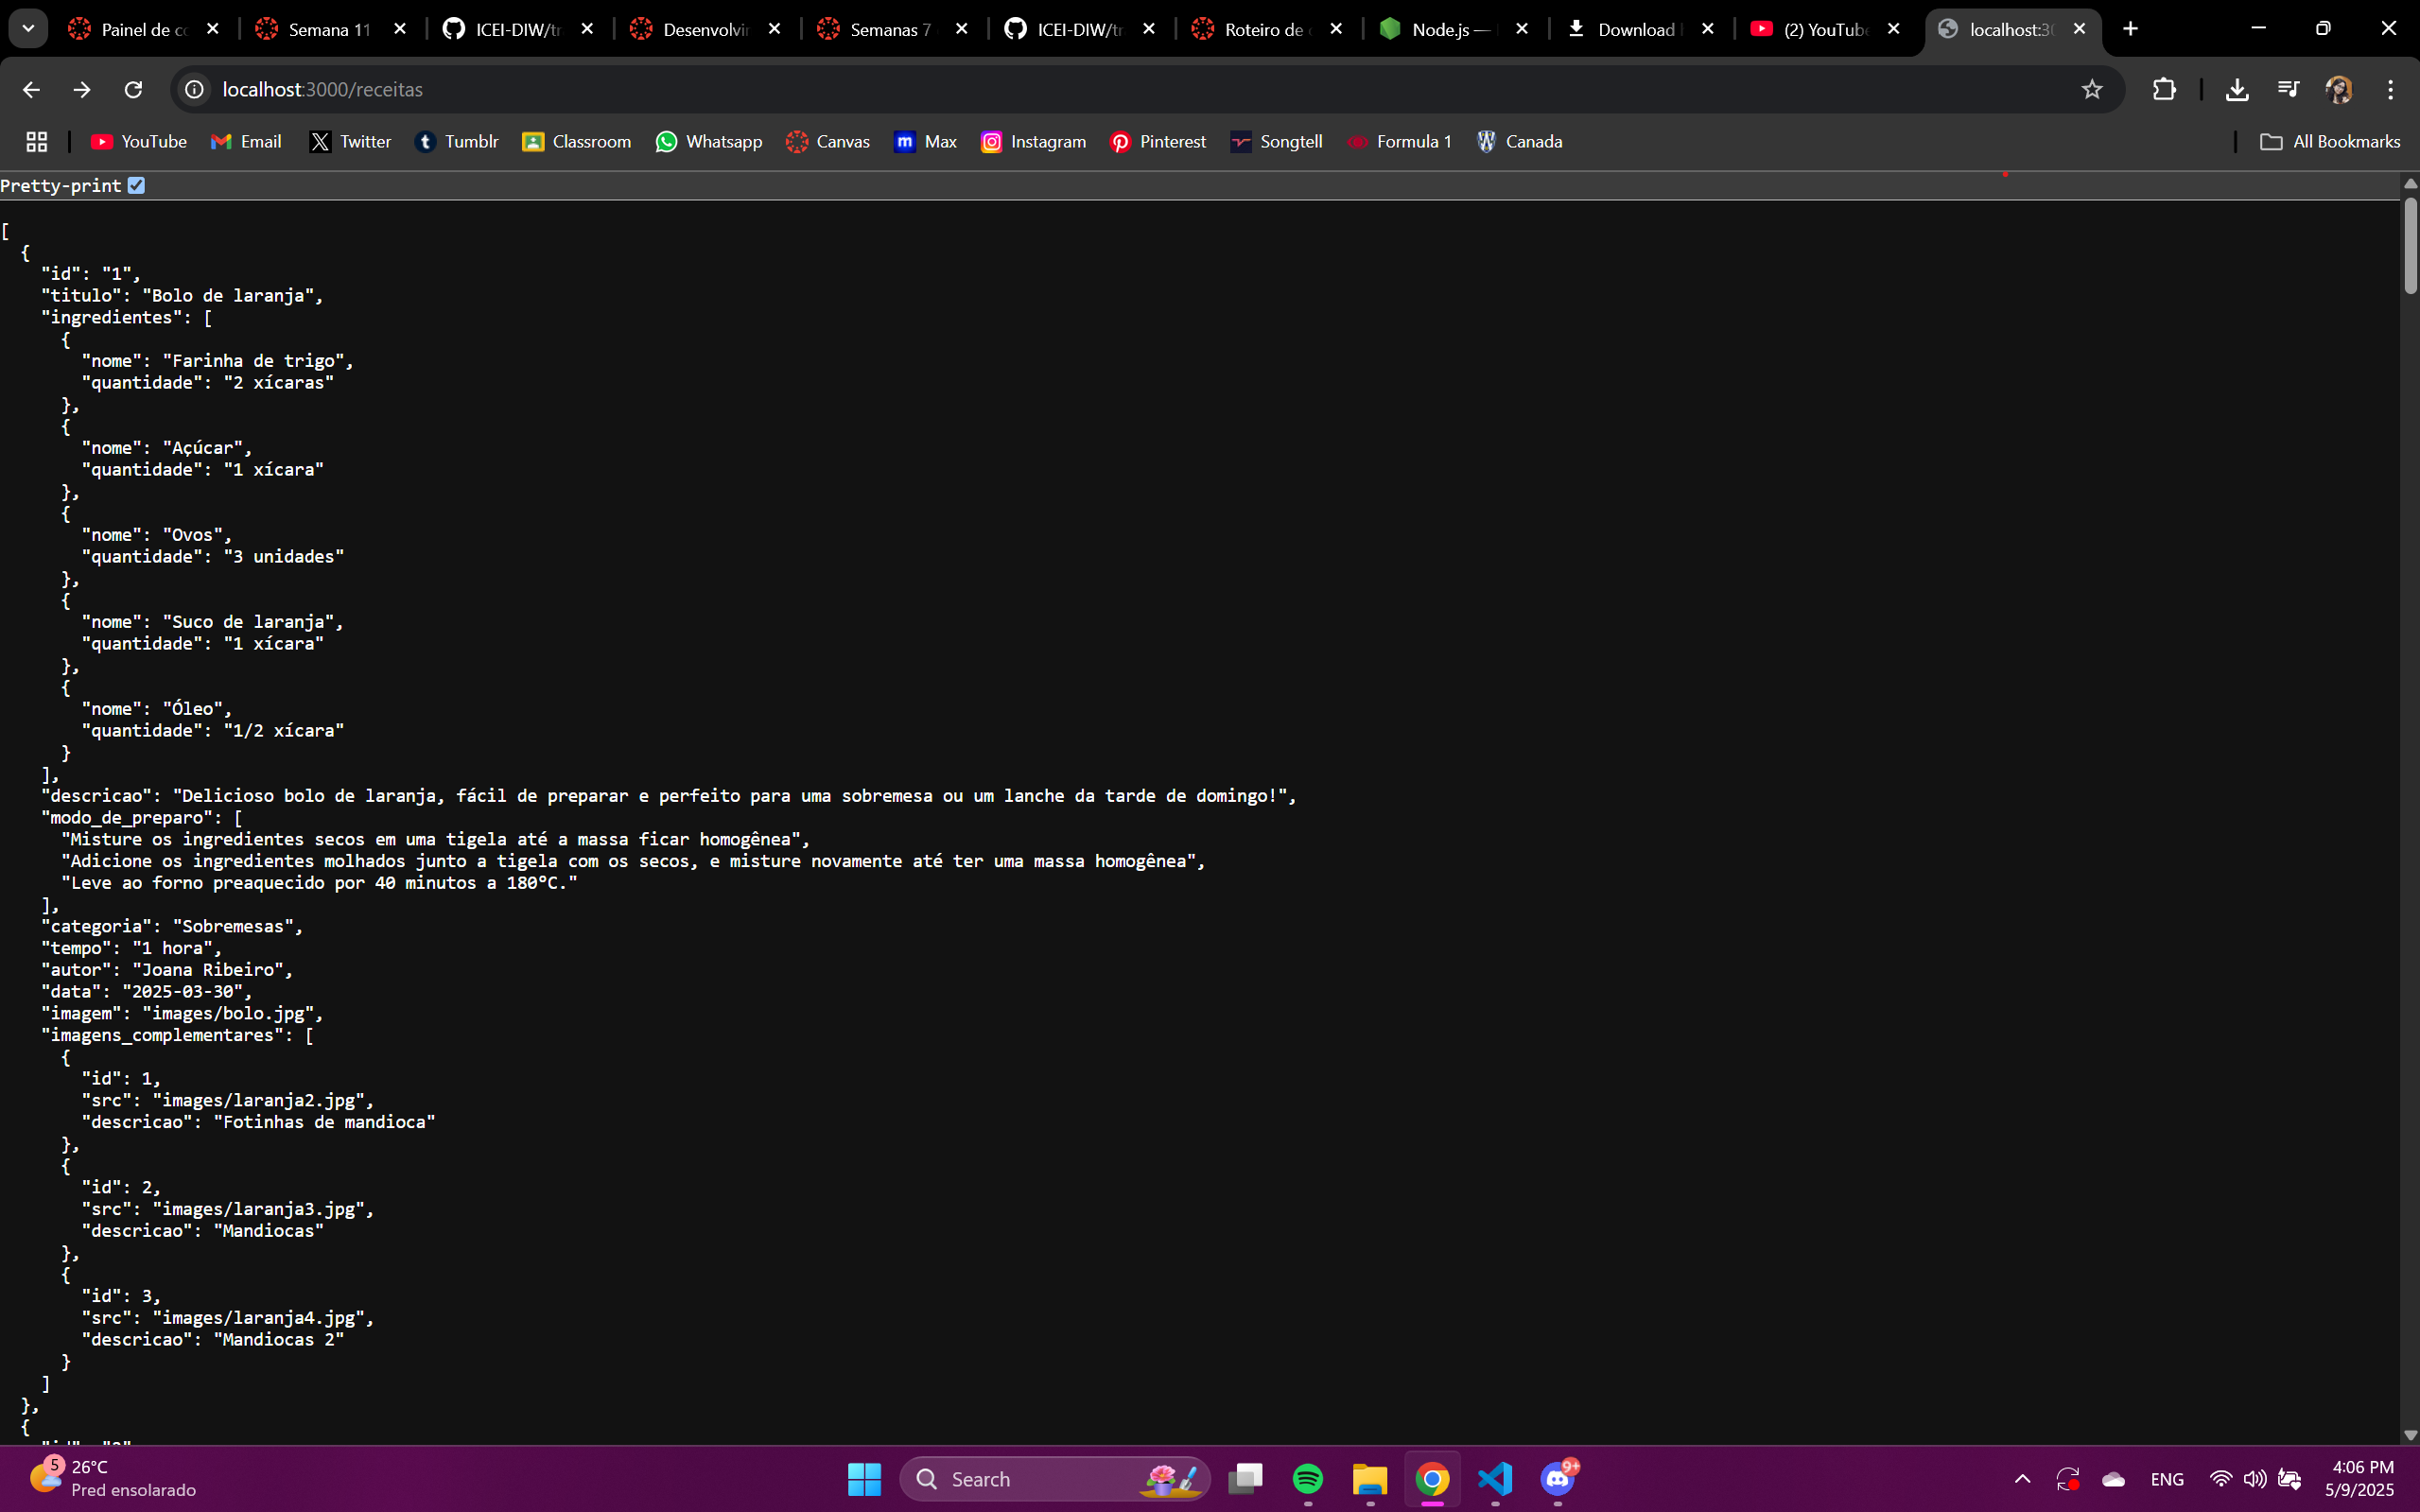 Painel de co
Semana 11
ICEI-DIW/tr
Desenvolvir
Semanas 7
ICEI-DIW/tr
Roteiro de
Node.js —
Download
(2) YouTube
localhost:30
localhost:3000/receitas
YouTube
Email
Twitter
Tumblr
Classroom
Whatsapp
Canvas
m Max
Instagram
Pinterest
Songtell
Formula 1
Canada
All Bookmarks
Pretty-print
[
{
"id": "1",
"titulo": "Bolo de laranja",
"ingredientes": [
{
"nome": "Farinha de trigo",
"quantidade": "2 xícaras"
},
{
"nome": "Açúcar",
"quantidade": "1 xícara"
},
{
"nome": "Ovos",
"quantidade": "3 unidades"
},
{
"nome": "Suco de laranja",
"quantidade": "1 xícara"
},
{
"nome": "Óleo",
"quantidade": "1/2 xícara"
}
],
"descricao": "Delicioso bolo de laranja, fácil de preparar e perfeito para uma sobremesa ou um lanche da tarde de domingo!",
"modo_de_preparo": [
"Misture os ingredientes secos em uma tigela até a massa ficar homogênea",
"Adicione os ingredientes molhados junto a tigela com os secos, e misture novamente até ter uma massa homogênea",
"Leve ao forno preaquecido por 40 minutos a 180°C."
],
"categoria": "Sobremesas",
"tempo": "1 hora",
"autor": "Joana Ribeiro",
"data": "2025-03-30",
"imagem": "images/bolo.jpg",
"imagens_complementares": [
{
"id": 1,
"src": "images/laranja2.jpg",
"descricao": "Fotinhas de mandioca"
},
{
"id": 2,
"src": "images/laranja3.jpg",
"descricao": "Mandiocas"
},
{
"id": 3,
"src": "images/laranja4.jpg",
"descricao": "Mandiocas 2"
}
]
},
{
5
26°C
Pred ensolarado
Search
9+
ENG
4:06 PM
5/9/2025